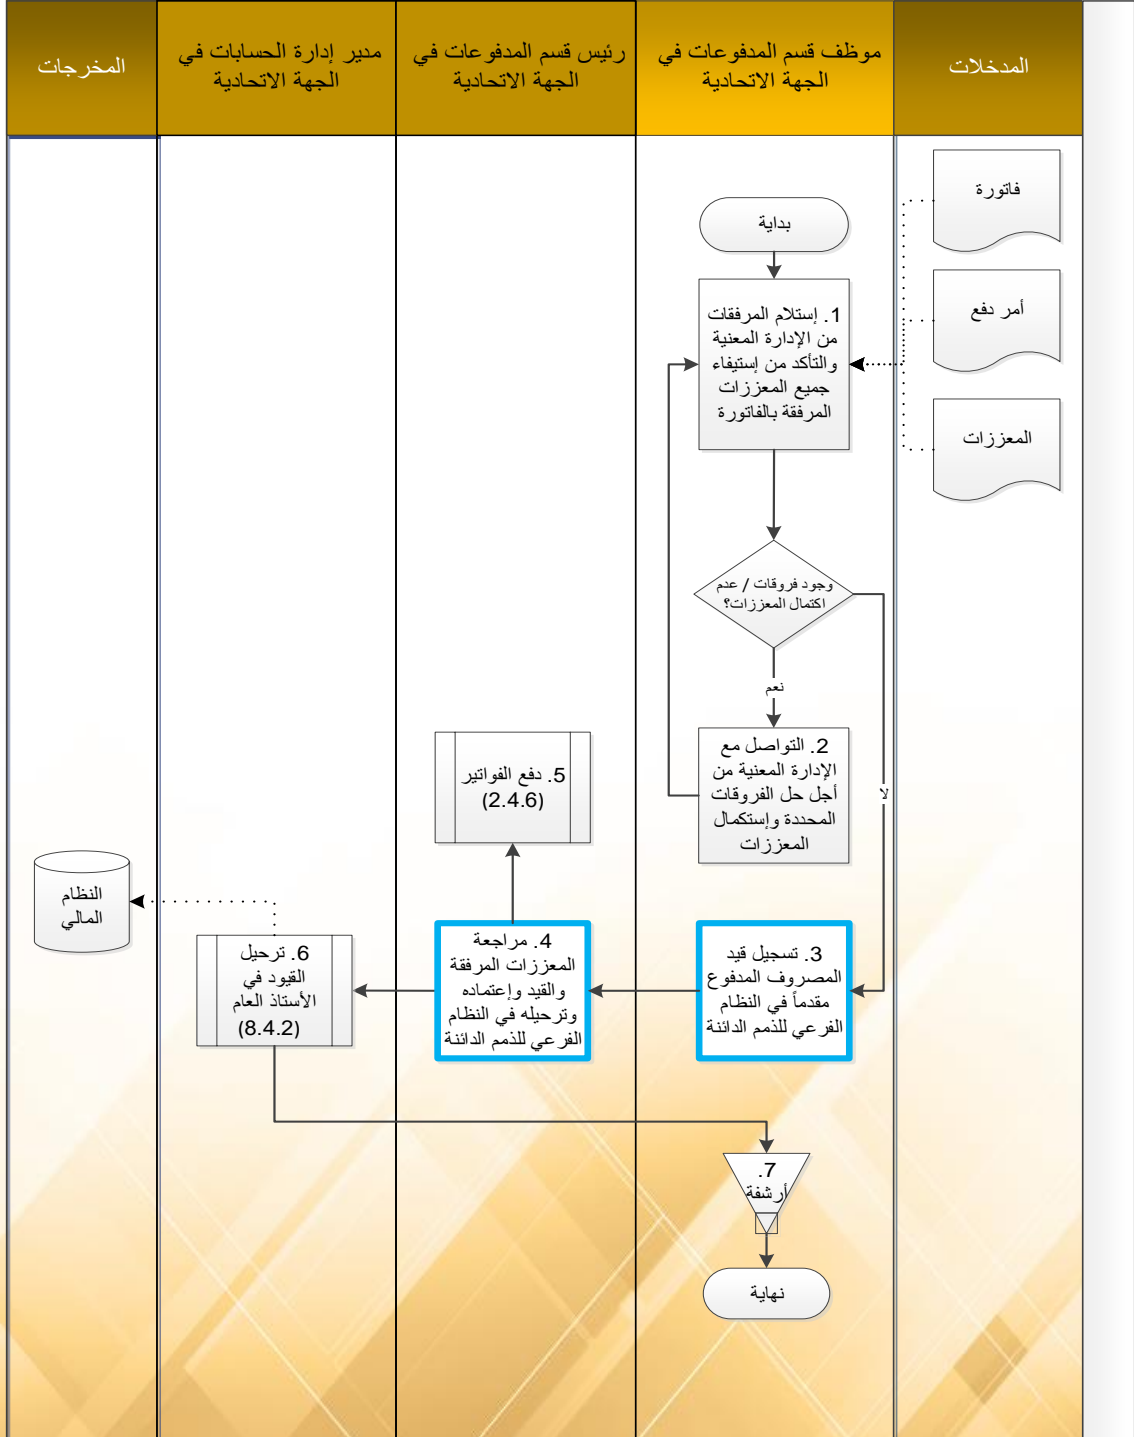 المدخلات
موظف قسم المدفوعات في
الجهة الاتحادية
رئيس قسم المدفوعات في
الجهة الاتحادية
مدير إدارة الحسابات في
الجهة الاتحادية
المخرجات
فاتورة
أمر دفع
المعززات
بداية
1. إستلام المرفقات
من الإدارة المعنية
والتأكد من إستيفاء
جميع المعززات
المرفقة بالفاتورة
وجود فروقات / عدم
اكتمال المعززات؟
نعم
لا
2. التواصل مع
الإدارة المعنية من
أجل حل الفروقات
المحددة وإستكمال
المعززات
3. تسجيل قيد
المصروف المدفوع
مقدماً في النظام
الفرعي للذمم الدائنة
4. مراجعة
المعززات المرفقة
والقيد وإعتماده
وترحيله في النظام
الفرعي للذمم الدائنة
5. دفع الفواتير
(2.4.6)
6. ترحيل
القيود في
الأستاذ العام
(8.4.2)
النظام
المالي
7.
أرشفة
نهاية